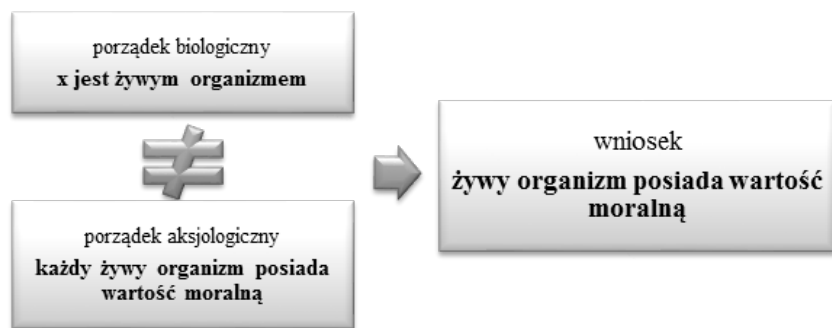 porządek biologiczny
x jest żywym organizmem
≠
porządek aksjologiczny
każdy żywy organizm posiada
wartość moralną
wniosek
żywy organizm posiada wartość
moralną